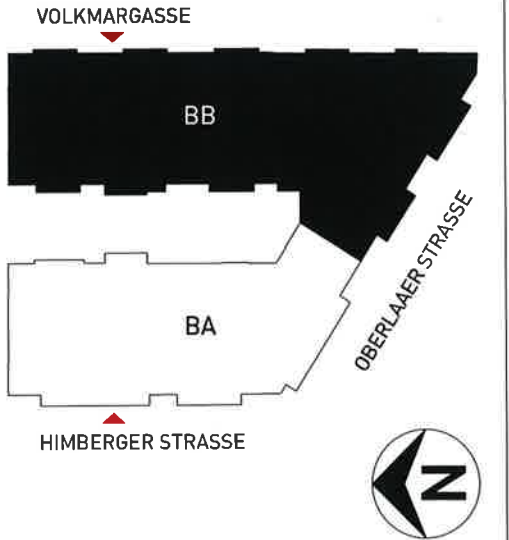 VOLKMARGASSE
BB
OBERLAAER STRASSE
BA
HIMBERGER STRASSE
N